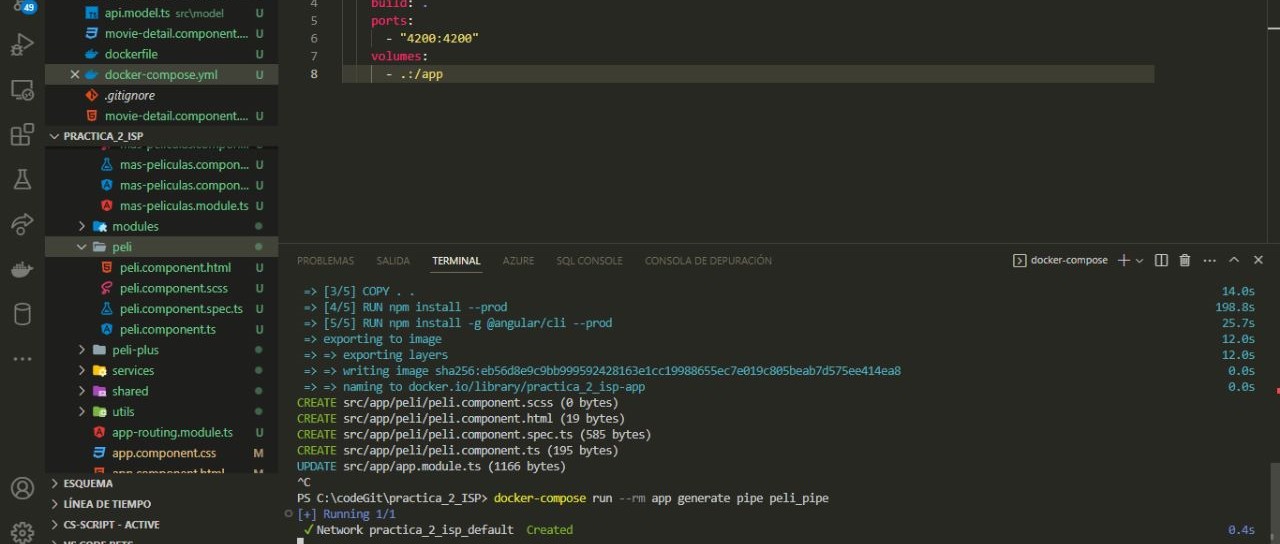 49
api.model.ts src\model U
movie-detail.component.... U
dockerfile U
docker-compose.yml U
.gitignore U
movie-detail.component.... U
PRACTICA_2_ISP
mas-peliculas.compon... U
mas-peliculas.compon... U
mas-peliculas.module.ts U
modules
peli
peli.component.html U
peli.component.scss U
peli.component.spec.ts U
peli.component.ts U
peli-plus
services
shared
utils
app-routing.module.ts U
app.component.css M
app.component.html M
ESQUEMA
LÍNEA DE TIEMPO
CS-SCRIPT - ACTIVE
VS CODE PETS
4 build: .
5 ports:
6 - "4200:4200"
7 volumes:
8 - .:/app
PROBLEMAS SALIDA TERMINAL AZURE SQL CONSOLE CONSOLA DE DEPURACIÓN docker-compose
=> [3/5] COPY . . 14.0s
=> [4/5] RUN npm install --prod 198.8s
=> [5/5] RUN npm install -g @angular/cli --prod 25.7s
=> exporting to image 12.0s
=> => exporting layers 12.0s
=> => writing image sha256:eb56d8e9c9bb999592428163e1cc19988655ec7e019c805beab7d575ee414ea8 0.0s
=> => naming to docker.io/library/practica_2_isp-app 0.0s
CREATE src/app/peli/peli.component.scss (0 bytes)
CREATE src/app/peli/peli.component.html (19 bytes)
CREATE src/app/peli/peli.component.spec.ts (585 bytes)
CREATE src/app/peli/peli.component.ts (195 bytes)
UPDATE src/app/app.module.ts (1166 bytes)
^C
PS C:\codeGit\practica_2_ISP> docker-compose run --rm app generate pipe peli_pipe
[+] Running 1/1
✓ Network practica_2_isp_default Created 0.4s